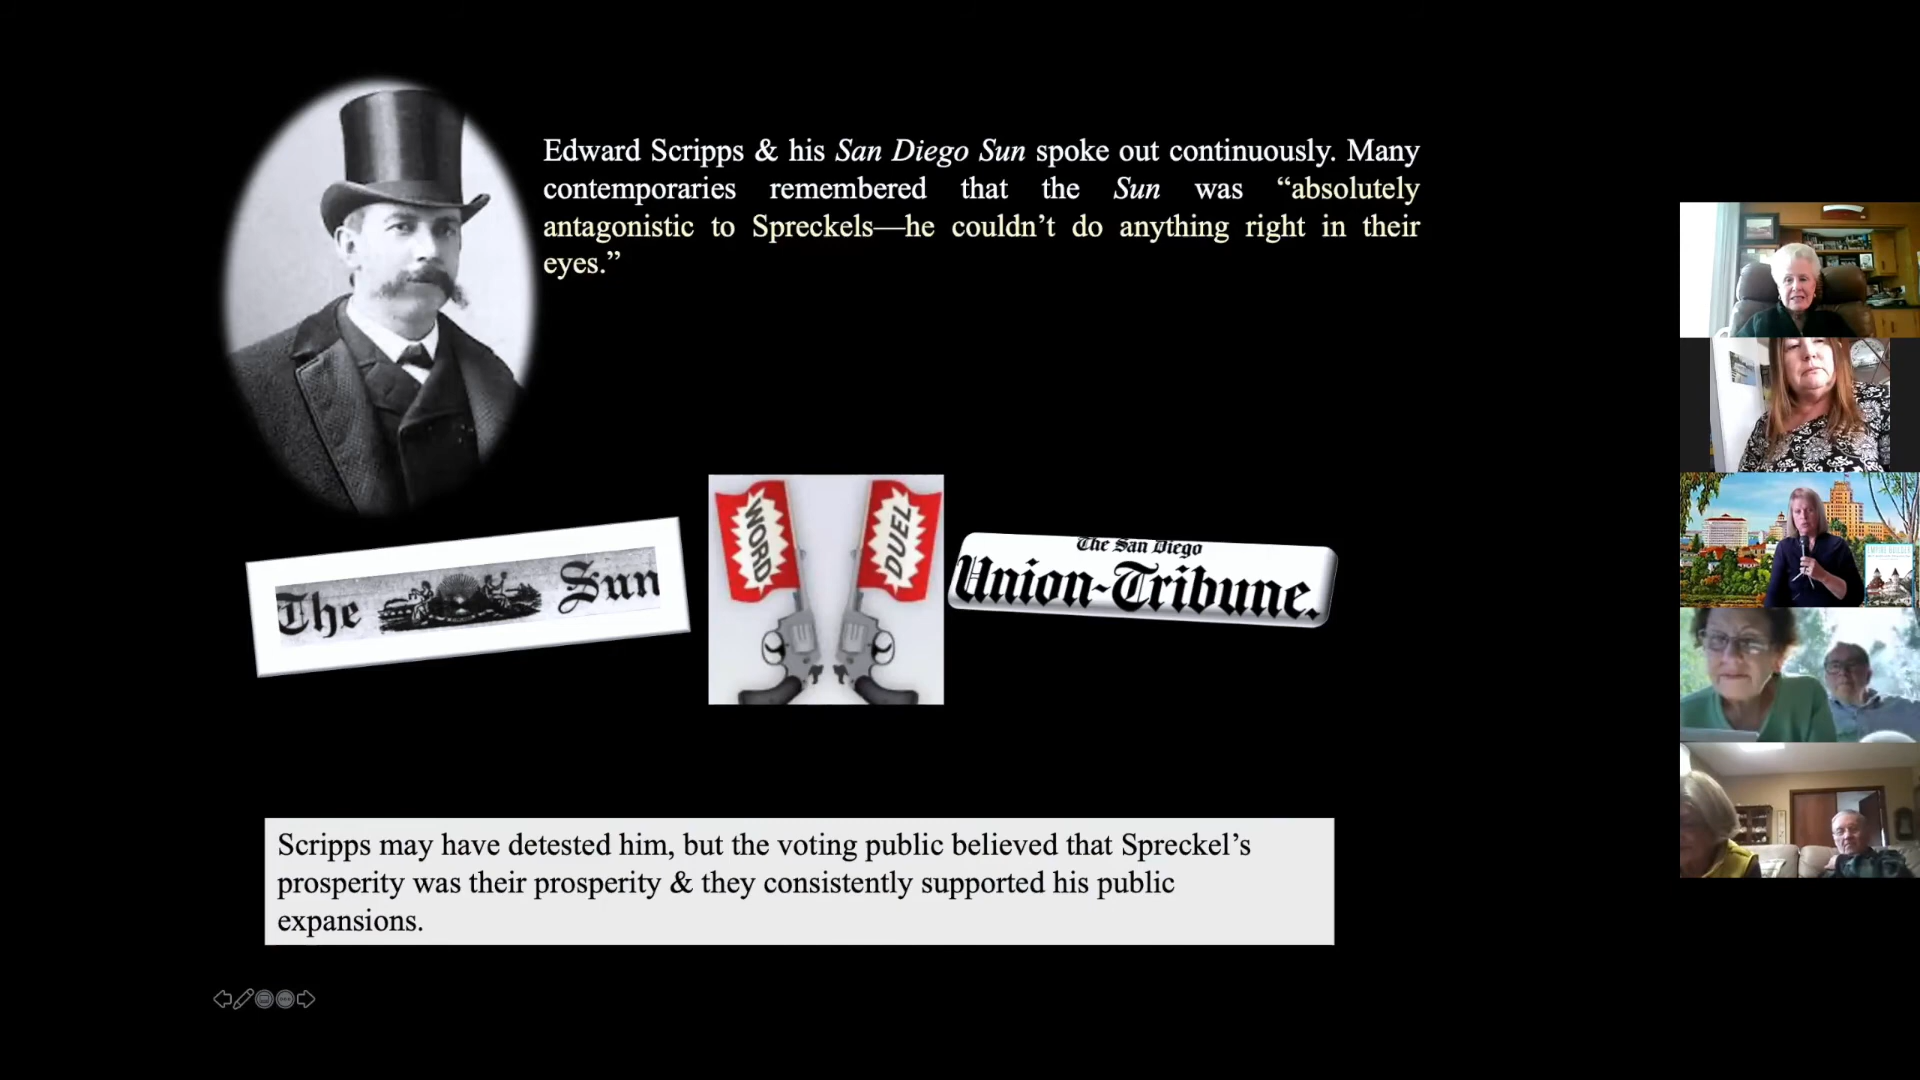 Edward Scripps & his San Diego Sun spoke out continuously. Many
contemporaries remembered that the Sun was “absolutely
antagonistic to Spreckels—he couldn’t do anything right in their
eyes.”
The Sun
WORD
DUEL
The San Diego
Union-Tribune.
EMPIRE BUILDER
Scripps may have detested him, but the voting public believed that Spreckel’s
prosperity was their prosperity & they consistently supported his public
expansions.